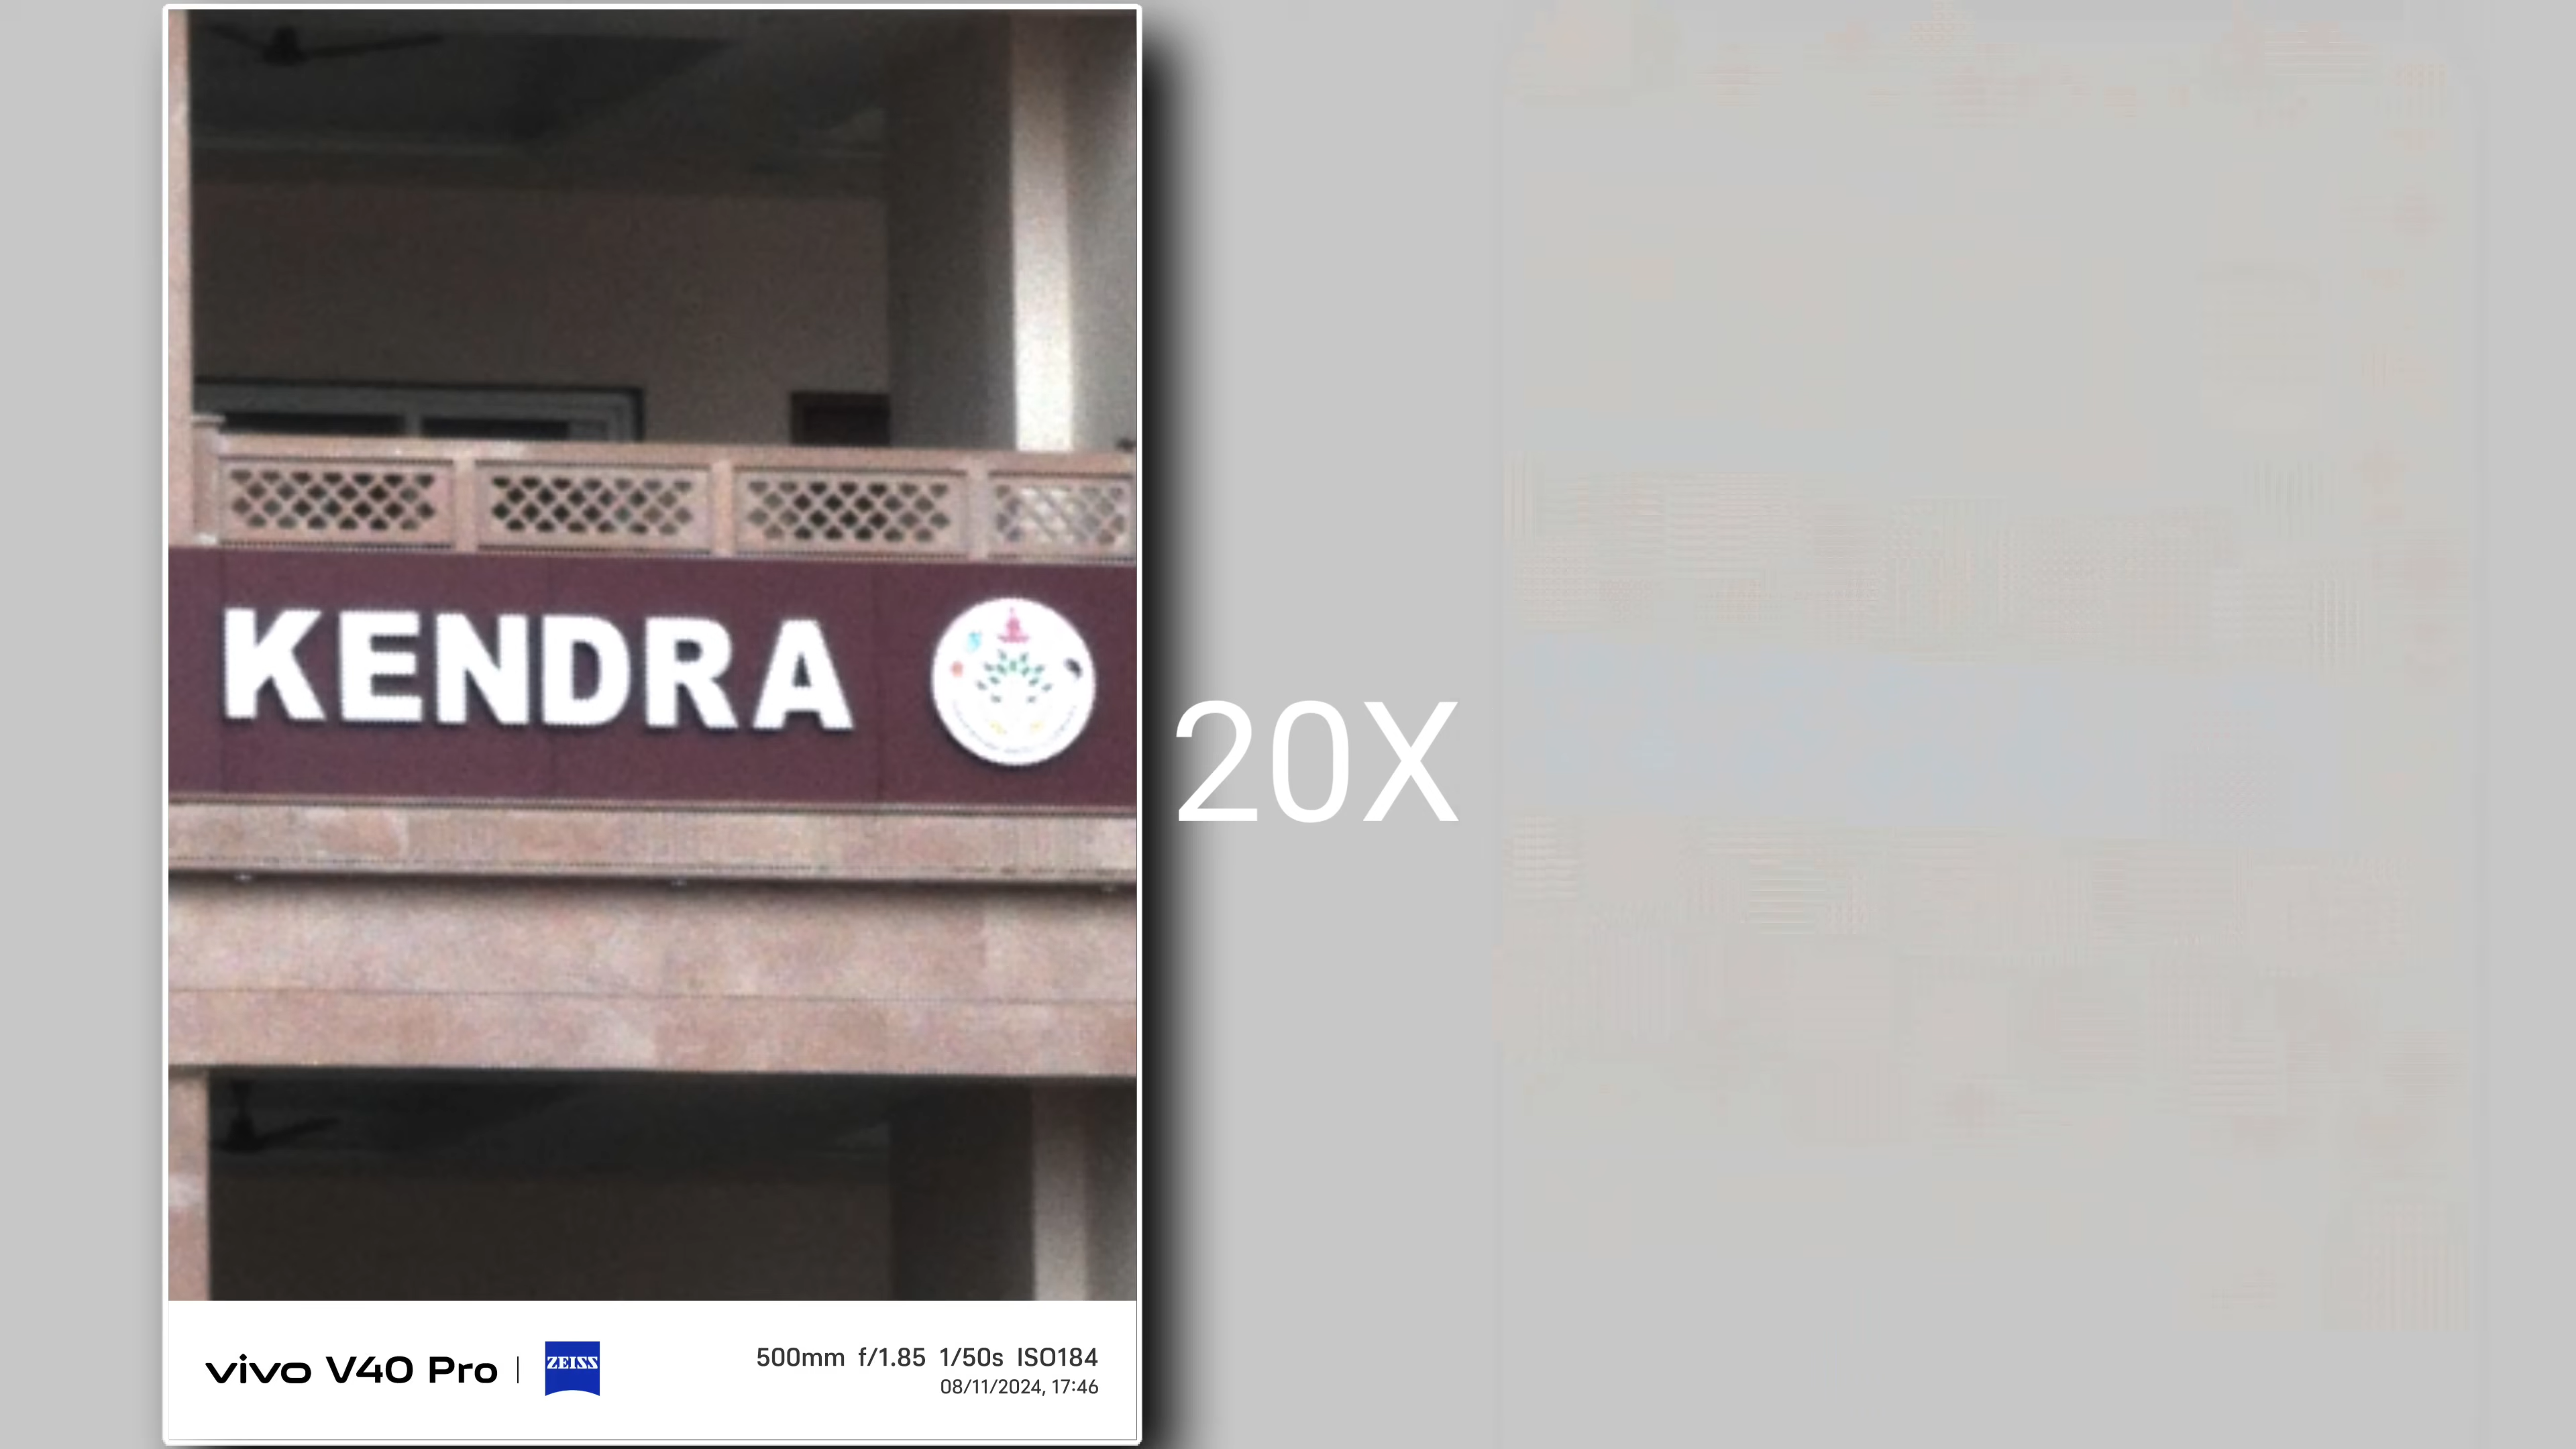 KENDRA
20X
vivo V40 Pro | ZEISS
500mm f/1.85 1/50s ISO184
08/11/2024, 17:46